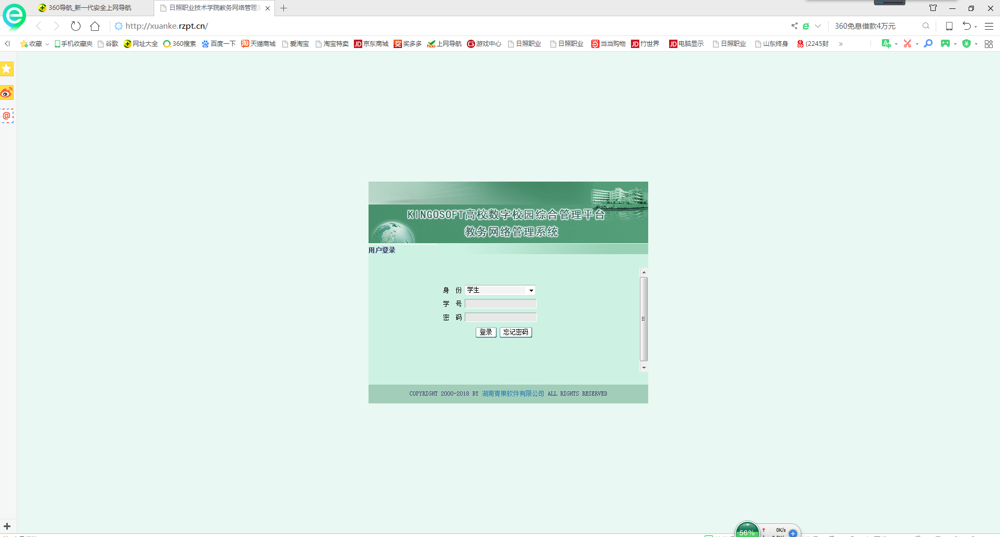 360导航_新一代安全上网导航
日照职业技术学院教务网络管理
http://xuanke.rzpt.cn/
360免息借款4万元
收藏 手机收藏夹 谷歌 网址大全 360搜索 百度一下 天猫商城 爱淘宝 淘宝特卖 京东商城 奖多多 上网导航 游戏中心 日照职业 日照职业 当当购物 竹世界 电脑显示 日照职业 山东终身 (2245封 »
KINGOSOFT高校数字校园综合管理平台
教务网络管理系统
用户登录
身 份 学生
学 号
密 码
登录 忘记密码
COPYRIGHT 2000-2018 BY 湖南青果软件有限公司 ALL RIGHTS RESERVED
56% 0K/s